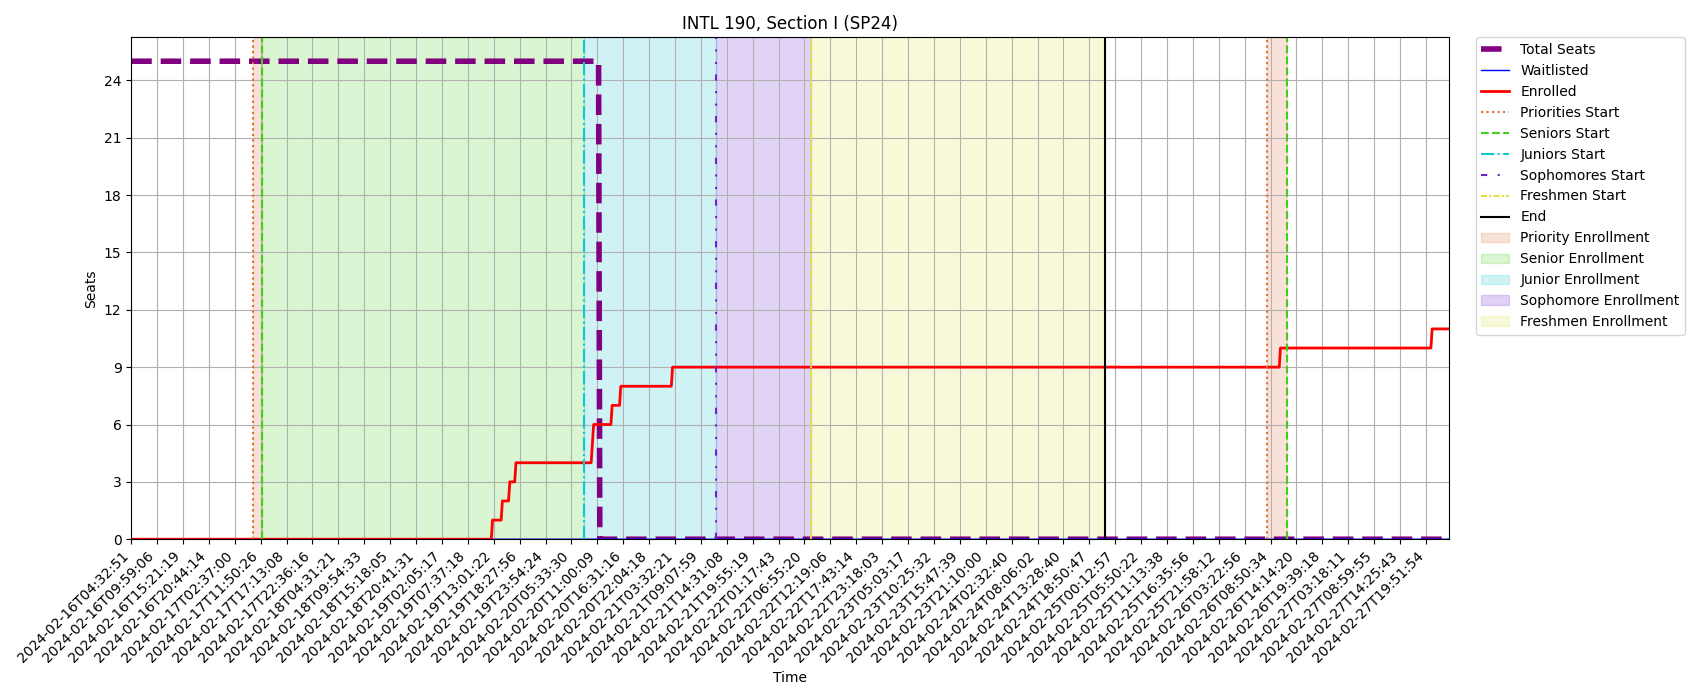 INTL 190, Section I (SP24)
Seats
24
21
18
15
12
9
6
3
0
2024-02-16T04:32:51
2024-02-16T09:59:06
2024-02-16T15:21:19
2024-02-16T20:44:14
2024-02-17T02:37:00
2024-02-17T11:50:26
2024-02-17T17:13:08
2024-02-17T22:36:16
2024-02-18T04:31:21
2024-02-18T09:54:33
2024-02-18T15:18:05
2024-02-18T20:41:31
2024-02-19T02:05:17
2024-02-19T07:37:18
2024-02-19T13:01:22
2024-02-19T18:27:56
2024-02-19T23:54:24
2024-02-20T05:33:30
2024-02-20T11:00:09
2024-02-20T16:31:16
2024-02-20T22:04:18
2024-02-21T03:32:21
2024-02-21T09:07:59
2024-02-21T14:31:08
2024-02-21T19:55:19
2024-02-22T01:17:43
2024-02-22T06:55:20
2024-02-22T12:19:06
2024-02-22T17:43:14
2024-02-22T23:18:03
2024-02-23T05:03:17
2024-02-23T10:25:32
2024-02-23T15:47:39
2024-02-23T21:10:00
2024-02-24T02:32:40
2024-02-24T08:06:02
2024-02-24T13:28:40
2024-02-24T18:50:47
2024-02-25T00:12:57
2024-02-25T05:50:22
2024-02-25T11:13:38
2024-02-25T16:35:56
2024-02-25T21:58:12
2024-02-26T03:22:56
2024-02-26T08:50:34
2024-02-26T14:14:20
2024-02-26T19:39:18
2024-02-27T03:18:11
2024-02-27T08:59:55
2024-02-27T14:25:43
2024-02-27T19:51:54
Time
Total Seats
Waitlisted
Enrolled
Priorities Start
Seniors Start
Juniors Start
Sophomores Start
Freshmen Start
End
Priority Enrollment
Senior Enrollment
Junior Enrollment
Sophomore Enrollment
Freshmen Enrollment